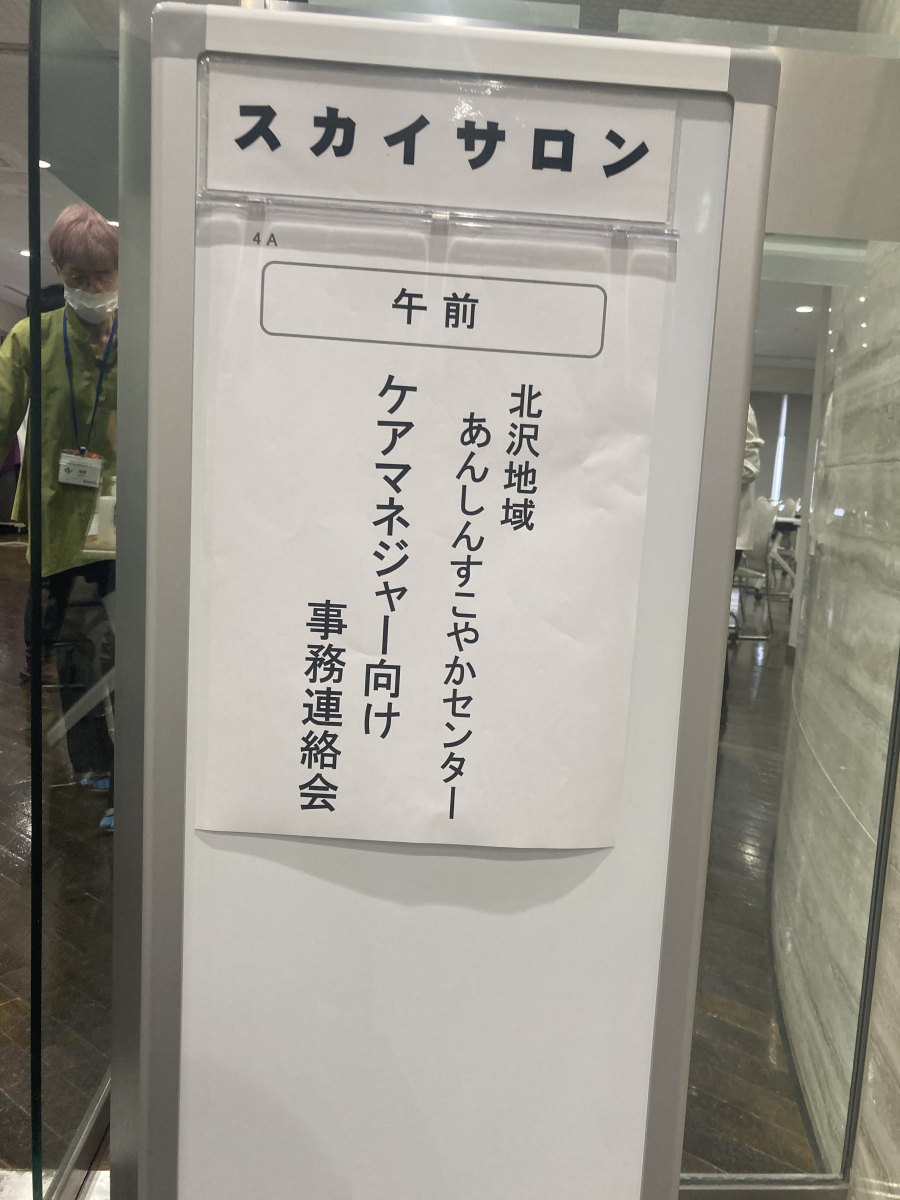 スカイサロン
4A
午前
北沢地域
あんしんすこやかセンター
ケアマネジャー向け
事務連絡会